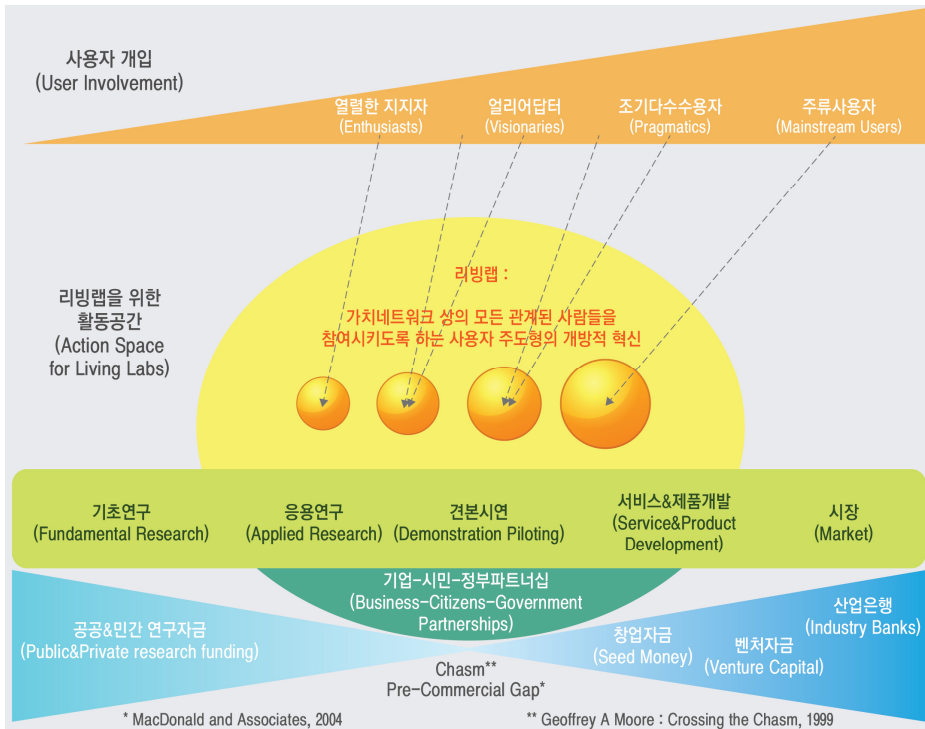 사용자 개입
(User Involvement)
열렬한 지지자
(Enthusiasts)
얼리어답터
(Visionaries)
조기다수수용자
(Pragmatics)
주류사용자
(Mainstream Users)
리빙랩을 위한
활동공간
(Action Space
for Living Labs)
리빙랩 :
가치네트워크 상의 모든 관계된 사람들을
참여시키도록 하는 사용자 주도형의 개방적 혁신
기초연구
(Fundamental Research)
응용연구
(Applied Research)
견본시연
(Demonstration Piloting)
서비스&제품개발
(Service&Product
Development)
시장
(Market)
기업-시민-정부파트너십
(Business-Citizens-Government
Partnerships)
공공&민간 연구자금
(Public&Private research funding)
창업자금
(Seed Money)
벤처자금
(Venture Capital)
산업은행
(Industry Banks)
Chasm**
Pre-Commercial Gap*
* MacDonald and Associates, 2004
** Geoffrey A Moore : Crossing the Chasm, 1999